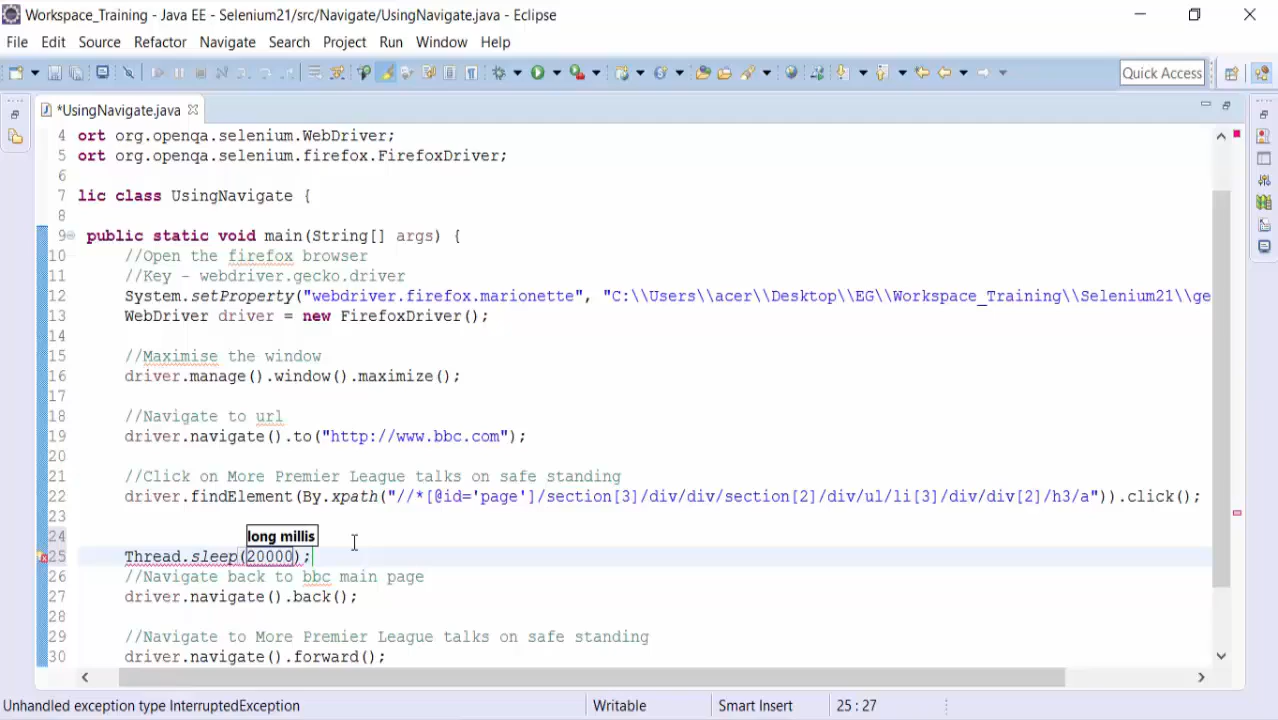 Workspace_Training - Java EE - Selenium21/src/Navigate/UsingNavigate.java - Eclipse
File Edit Source Refactor Navigate Search Project Run Window Help
Quick Access
*UsingNavigate.java
4 ort org.openqa.selenium.WebDriver;
5 ort org.openqa.selenium.firefox.FirefoxDriver;
6
7 lic class UsingNavigate {
8
9 public static void main(String[] args) {
10 //Open the firefox browser
11 //Key - webdriver.gecko.driver
12 System.setProperty("webdriver.firefox.marionette", "C:\\Users\\acer\\Desktop\\EG\\Workspace_Training\\Selenium21\\ge
13 WebDriver driver = new FirefoxDriver();
14
15 //Maximise the window
16 driver.manage().window().maximize();
17
18 //Navigate to url
19 driver.navigate().to("http://www.bbc.com");
20
21 //Click on More Premier League talks on safe standing
22 driver.findElement(By.xpath("//*[@id='page']/section[3]/div/div/section[2]/div/ul/li[3]/div/div[2]/h3/a")).click();
23
24 long millis
25 Thread.sleep(20000);
26 //Navigate back to bbc main page
27 driver.navigate().back();
28
29 //Navigate to More Premier League talks on safe standing
30 driver.navigate().forward();
Unhandled exception type InterruptedException Writable Smart Insert 25 : 27